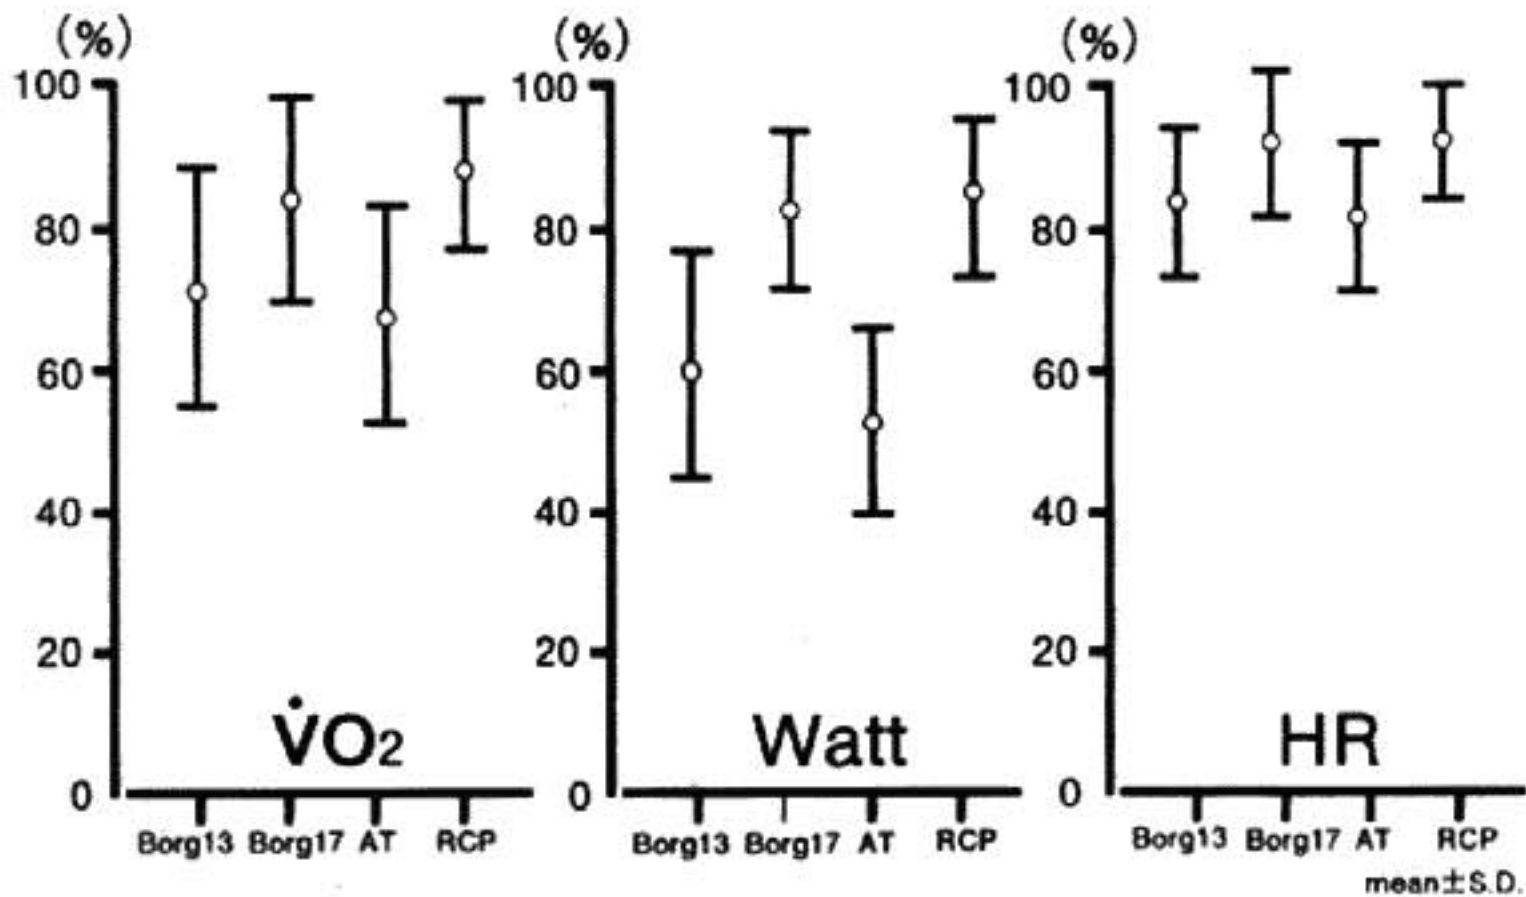 (%) (%) (%)
100 100 100
80 80 80
60 60 60
40 40 40
20 20 20
V̇O2 Watt HR
0 0 0
Borg13 Borg17 AT RCP Borg13 Borg17 AT RCP Borg13 Borg17 AT RCP
mean±S.D.